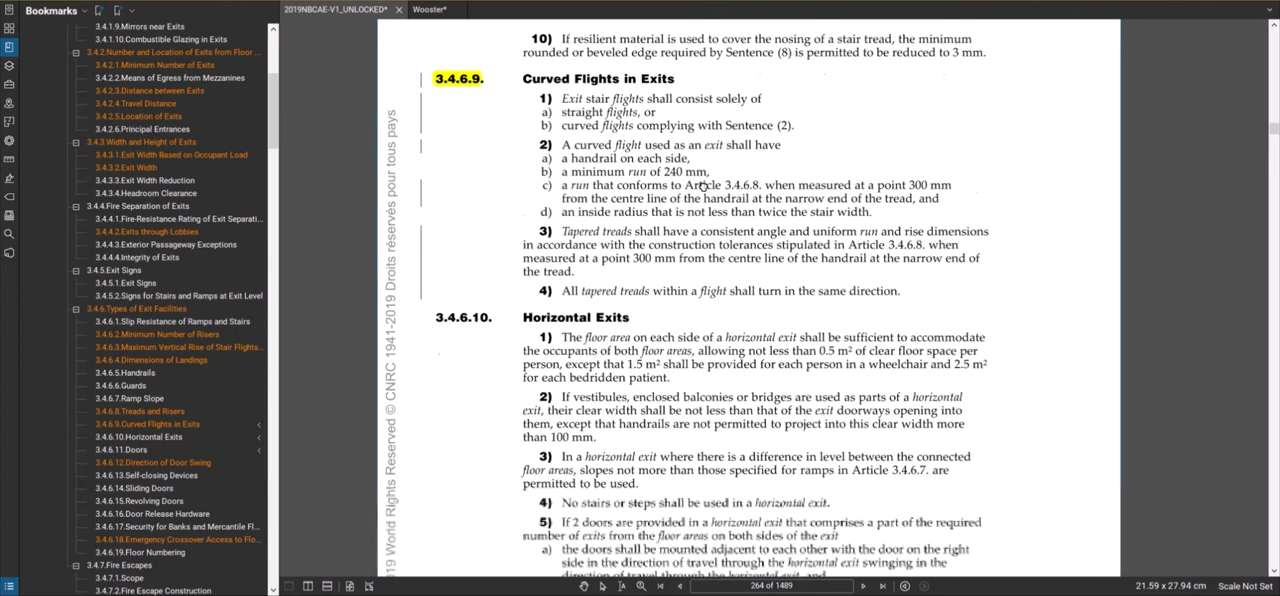 Bookmarks
2019NBCAE-V1_UNLOCKED*
Wooster*
3.4.1.9.Mirrors near Exits
3.4.1.10.Combustible Glazing in Exits
3.4.2.Number and Location of Exits from Floor ...
3.4.2.1.Minimum Number of Exits
3.4.2.2.Means of Egress from Mezzanines
3.4.2.3.Distance between Exits
3.4.2.4.Travel Distance
3.4.2.5.Location of Exits
3.4.2.6.Principal Entrances
3.4.3.Width and Height of Exits
3.4.3.1.Exit Width Based on Occupant Load
3.4.3.2.Exit Width
3.4.3.3.Exit Width Reduction
3.4.3.4.Headroom Clearance
3.4.4.Fire Separation of Exits
3.4.4.1.Fire-Resistance Rating of Exit Separati...
3.4.4.2.Exits through Lobbies
3.4.4.3.Exterior Passageway Exceptions
3.4.4.4.Integrity of Exits
3.4.5.Exit Signs
3.4.5.1.Exit Signs
3.4.5.2.Signs for Stairs and Ramps at Exit Level
3.4.6.Types of Exit Facilities
3.4.6.1.Slip Resistance of Ramps and Stairs
3.4.6.2.Minimum Number of Risers
3.4.6.3.Maximum Vertical Rise of Stair Flights...
3.4.6.4.Dimensions of Landings
3.4.6.5.Handrails
3.4.6.6.Guards
3.4.6.7.Ramp Slope
3.4.6.8.Treads and Risers
3.4.6.9.Curved Flights in Exits
3.4.6.10.Horizontal Exits
3.4.6.11.Doors
3.4.6.12.Direction of Door Swing
3.4.6.13.Self-closing Devices
3.4.6.14.Sliding Doors
3.4.6.15.Revolving Doors
3.4.6.16.Door Release Hardware
3.4.6.17.Security for Banks and Mercantile Fl...
3.4.6.18.Emergency Crossover Access to Flo...
3.4.6.19.Floor Numbering
3.4.7.Fire Escapes
3.4.7.1.Scope
3.4.7.2.Fire Escape Construction
19 World Rights Reserved © CNRC 1941-2019 Droits réservés pour tous pays
10) If resilient material is used to cover the nosing of a stair tread, the minimum
rounded or beveled edge required by Sentence (8) is permitted to be reduced to 3 mm.
3.4.6.9. Curved Flights in Exits
1) Exit stair flights shall consist solely of
a) straight flights, or
b) curved flights complying with Sentence (2).
2) A curved flight used as an exit shall have
a) a handrail on each side,
b) a minimum run of 240 mm,
c) a run that conforms to Article 3.4.6.8. when measured at a point 300 mm
from the centre line of the handrail at the narrow end of the tread, and
d) an inside radius that is not less than twice the stair width.
3) Tapered treads shall have a consistent angle and uniform run and rise dimensions
in accordance with the construction tolerances stipulated in Article 3.4.6.8. when
measured at a point 300 mm from the centre line of the handrail at the narrow end of
the tread.
4) All tapered treads within a flight shall turn in the same direction.
3.4.6.10. Horizontal Exits
1) The floor area on each side of a horizontal exit shall be sufficient to accommodate
the occupants of both floor areas, allowing not less than 0.5 m² of clear floor space per
person, except that 1.5 m² shall be provided for each person in a wheelchair and 2.5 m²
for each bedridden patient.
2) If vestibules, enclosed balconies or bridges are used as parts of a horizontal
exit, their clear width shall be not less than that of the exit doorways opening into
them, except that handrails are not permitted to project into this clear width more
than 100 mm.
3) In a horizontal exit where there is a difference in level between the connected
floor areas, slopes not more than those specified for ramps in Article 3.4.6.7. are
permitted to be used.
4) No stairs or steps shall be used in a horizontal exit.
5) If 2 doors are provided in a horizontal exit that comprises a part of the required
number of exits from the floor areas on both sides of the exit
a) the doors shall be mounted adjacent to each other with the door on the right
side in the direction of travel through the horizontal exit swinging in the
direction of travel through the horizontal exit, and
264 of 1489
21.59 x 27.94 cm
Scale Not Set